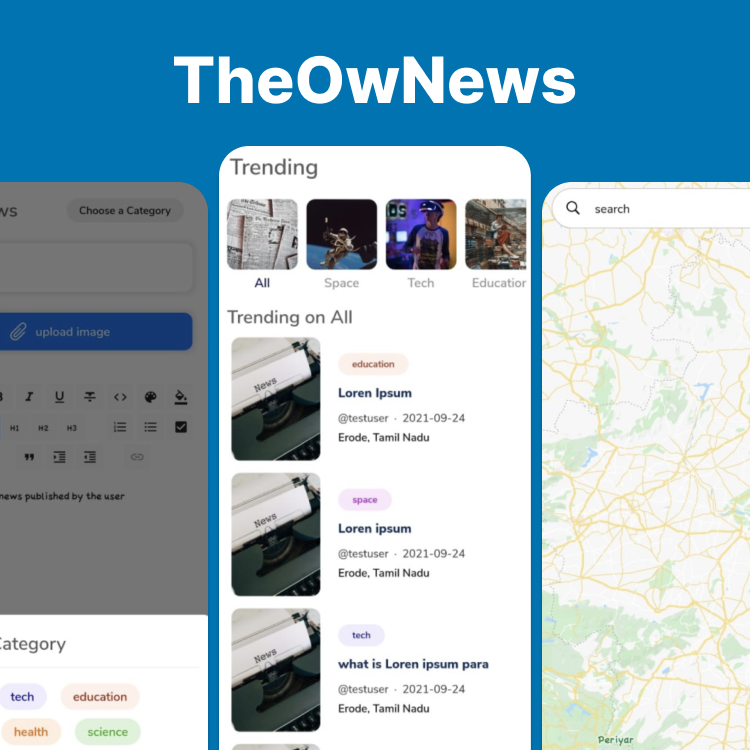 TheOwNews
ws
Choose a Category
upload image
B I U S <>
H1 H2 H3
news published by the user
Category
tech education
health science
Trending
All Space Tech Education
Trending on All
News
education
Loren Ipsum
@testuser · 2021-09-24
Erode, Tamil Nadu
News
space
Loren ipsum
@testuser · 2021-09-24
Erode, Tamil Nadu
News
tech
what is Loren ipsum para
@testuser · 2021-09-24
Erode, Tamil Nadu
search
Periyar